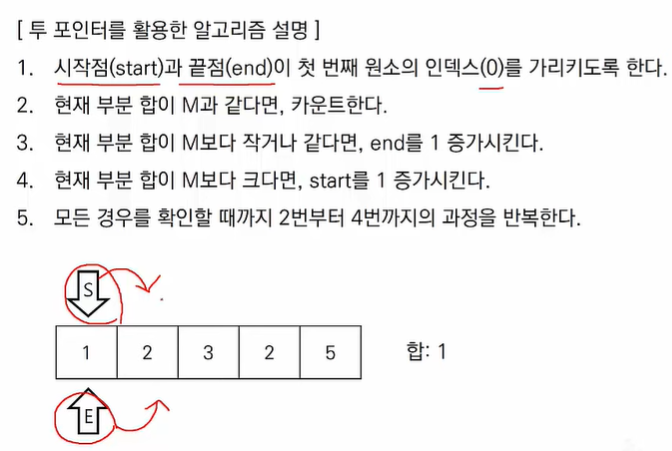 [ 투 포인터를 활용한 알고리즘 설명 ]
1. 시작점(start)과 끝점(end)이 첫 번째 원소의 인덱스(0)를 가리키도록 한다.
2. 현재 부분 합이 M과 같다면, 카운트한다.
3. 현재 부분 합이 M보다 작거나 같다면, end를 1 증가시킨다.
4. 현재 부분 합이 M보다 크다면, start를 1 증가시킨다.
5. 모든 경우를 확인할 때까지 2번부터 4번까지의 과정을 반복한다.
S
1 2 3 2 5 합: 1
E